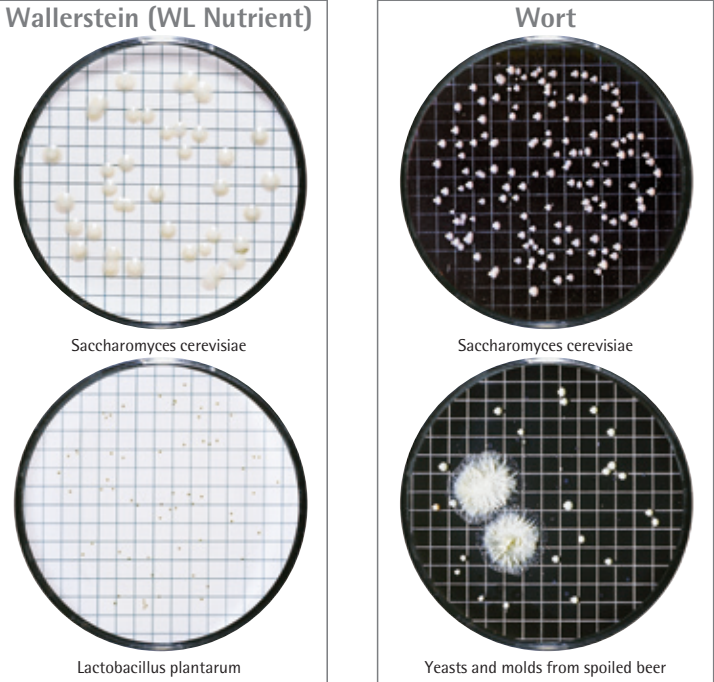 Wallerstein (WL Nutrient)
Saccharomyces cerevisiae
Lactobacillus plantarum
Wort
Saccharomyces cerevisiae
Yeasts and molds from spoiled beer